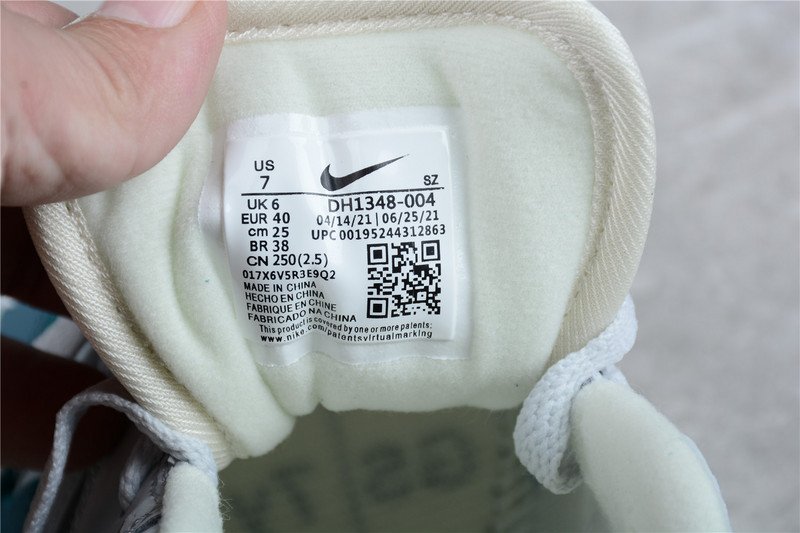 US
7
SZ
UK 6
EUR 40
cm 25
BR 38
CN 250(2.5)
DH1348-004
04/14/21 | 06/25/21
UPC 00195244312863
017X6V5R3E9Q2
MADE IN CHINA
HECHO EN CHINA
FABRIQUE EN CHINE
FABRICADO NA CHINA
This product is covered by one or more patents;
www.nike.com/patentsvirtualmarking